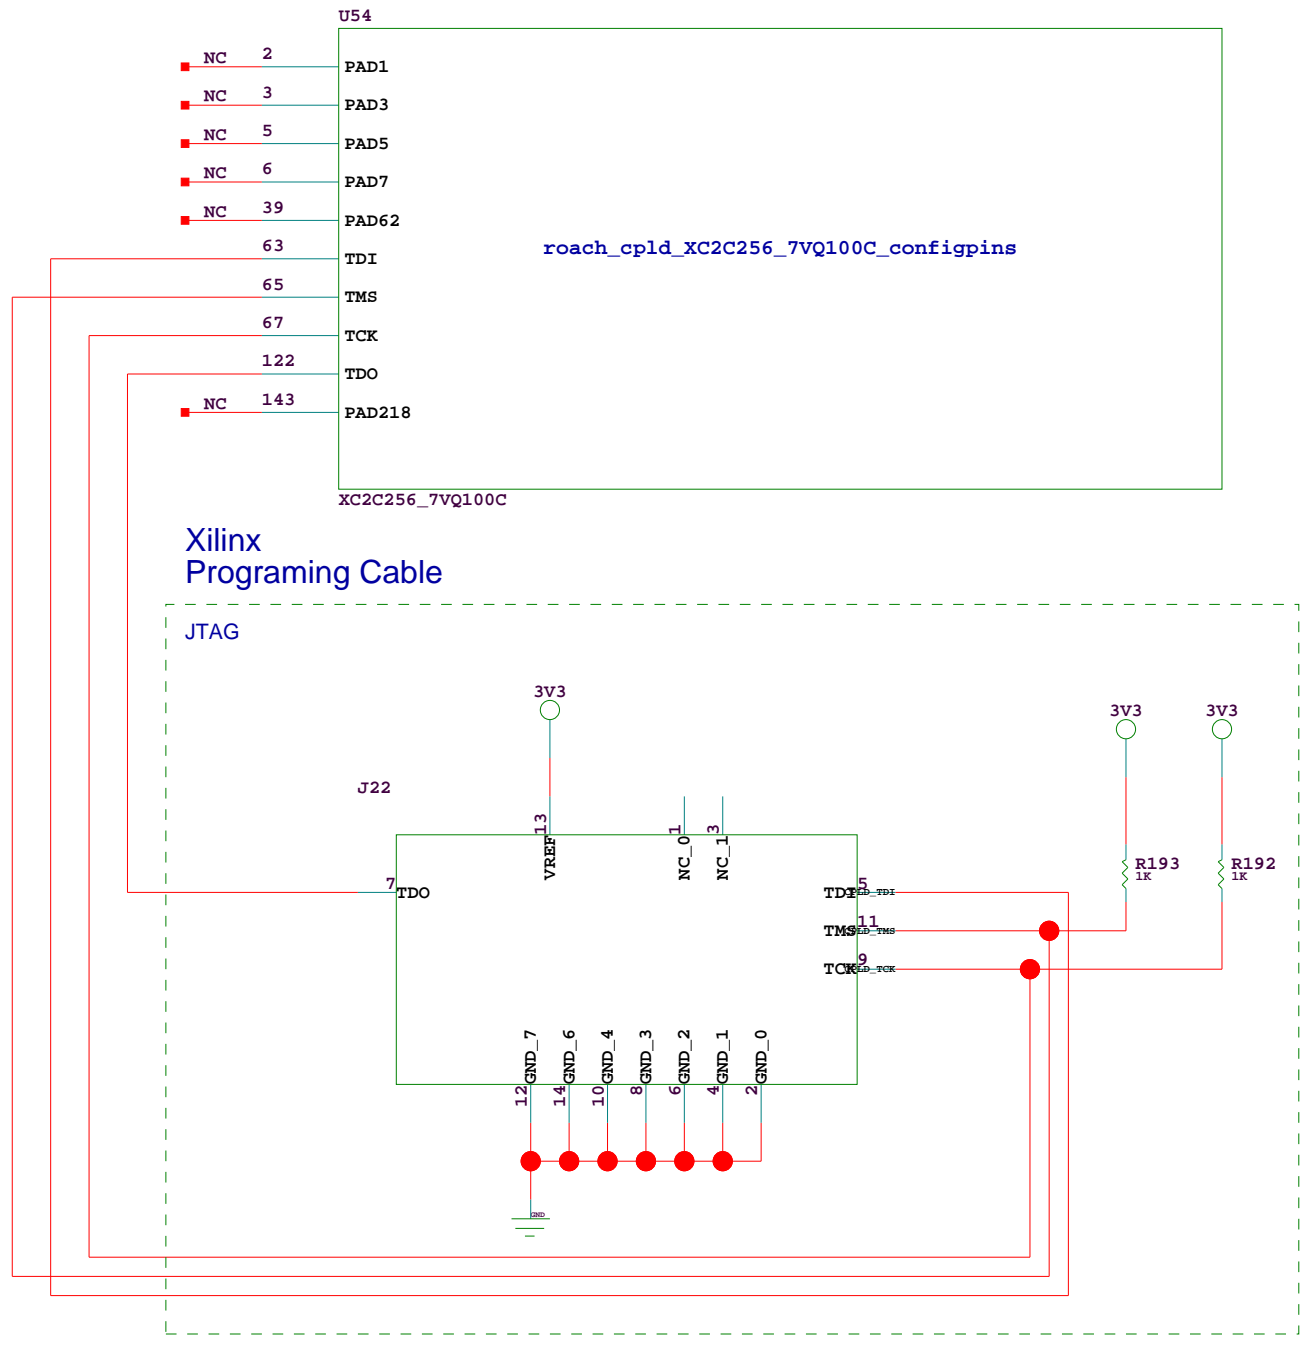 U54
NC 2 PAD1
NC 3 PAD3
NC 5 PAD5
NC 6 PAD7
NC 39 PAD62
63 TDI
roach_cpld_XC2C256_7VQ100C_configpins
65 TMS
67 TCK
122 TDO
NC 143 PAD218
XC2C256_7VQ100C
Xilinx
Programing Cable
JTAG
3V3
3V3
3V3
J22
13 VREF
1 NC_0
3 NC_1
R193
1K
R192
1K
7 TDO
TDI 5 CPLD_TDI
TMS 11 CPLD_TMS
TCK 9 CPLD_TCK
GND_7
GND_6
GND_4
GND_3
GND_2
GND_1
GND_0
12
14
10
8
6
4
2
GND